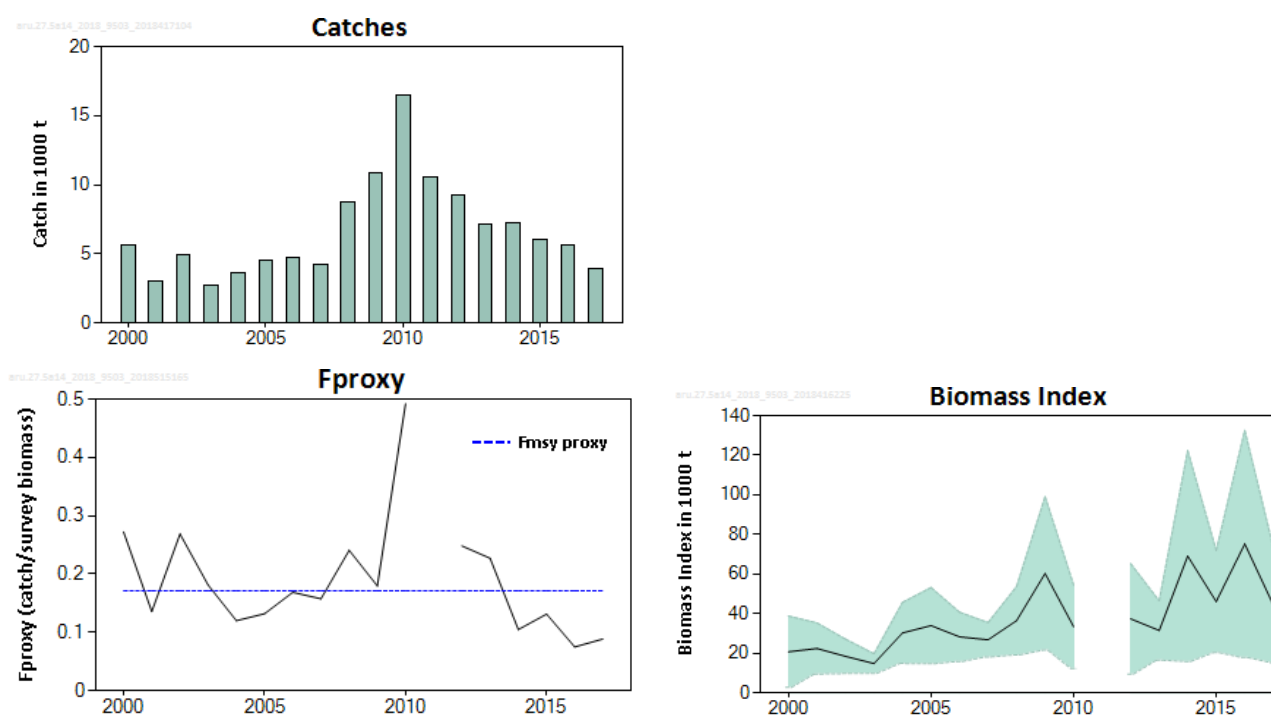 aru.27.5a14_2018_9503_2018417104
Catches
20
15
10
5
0
Catch in 1000 t
2000 2005 2010 2015
aru.27.5a14_2018_9503_2018515165
Fproxy
0.5
0.4
0.3
0.2
0.1
0
Fproxy (catch/survey biomass)
Fmsy proxy
2000 2005 2010 2015
aru.27.5a14_2018_9503_2018416225
Biomass Index
140
120
100
80
60
40
20
0
Biomass Index in 1000 t
2000 2005 2010 2015